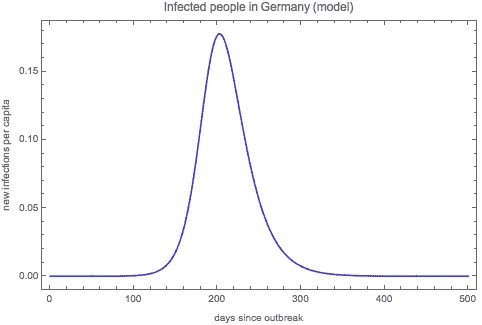 Infected people in Germany (model)
new infections per capita
0.15
0.10
0.05
0.00
0 100 200 300 400 500
days since outbreak